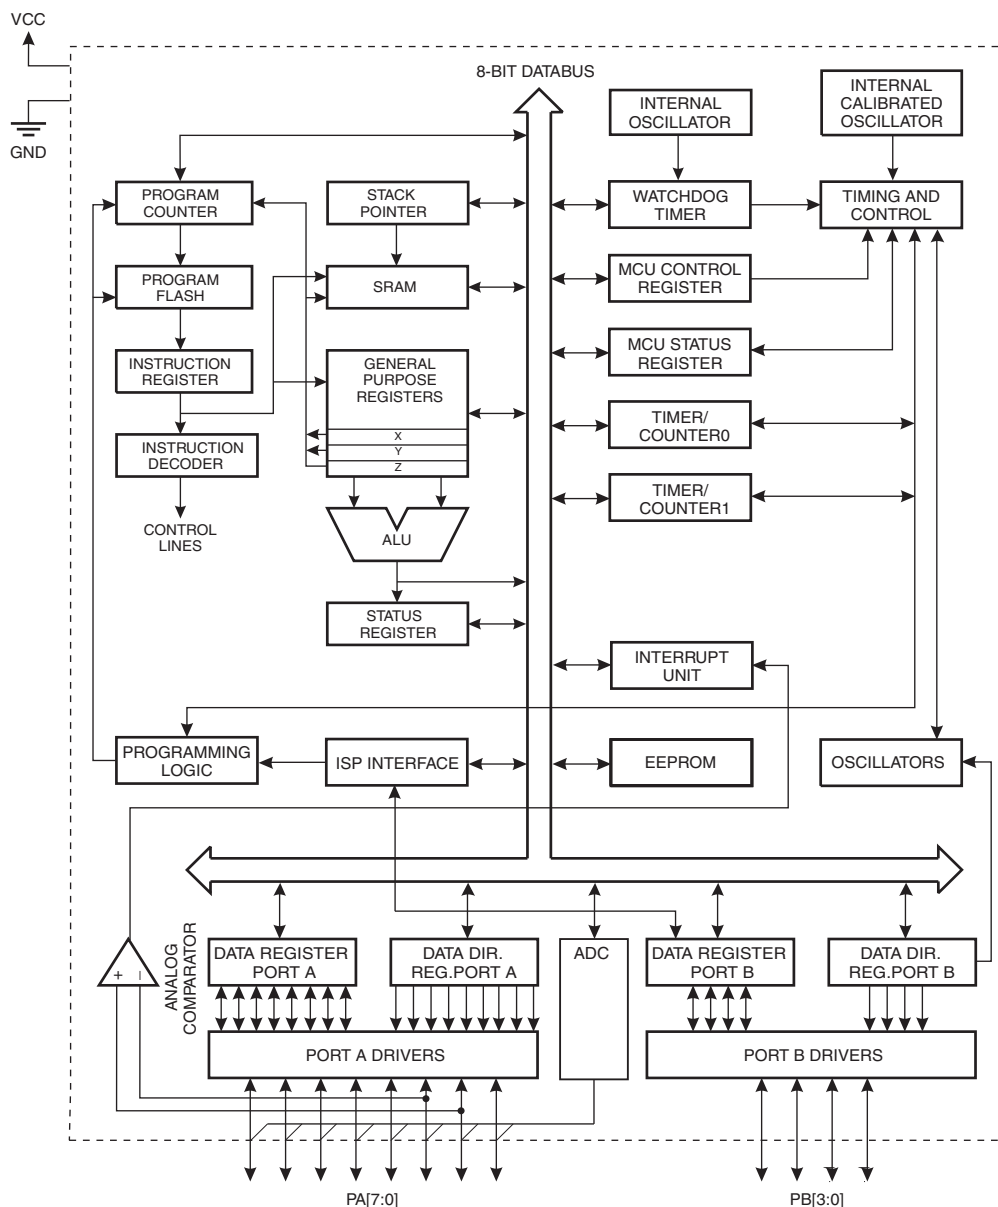 VCC
GND
8-BIT DATABUS
INTERNAL
OSCILLATOR
INTERNAL
CALIBRATED
OSCILLATOR
PROGRAM
COUNTER
STACK
POINTER
WATCHDOG
TIMER
TIMING AND
CONTROL
PROGRAM
FLASH
SRAM
MCU CONTROL
REGISTER
INSTRUCTION
REGISTER
GENERAL
PURPOSE
REGISTERS
X
Y
Z
MCU STATUS
REGISTER
INSTRUCTION
DECODER
TIMER/
COUNTER0
CONTROL
LINES
ALU
TIMER/
COUNTER1
STATUS
REGISTER
INTERRUPT
UNIT
PROGRAMMING
LOGIC
ISP INTERFACE
EEPROM
OSCILLATORS
+
–
ANALOG
COMPARATOR
DATA REGISTER
PORT A
DATA DIR.
REG.PORT A
ADC
DATA REGISTER
PORT B
DATA DIR.
REG.PORT B
PORT A DRIVERS
PORT B DRIVERS
PA[7:0]
PB[3:0]